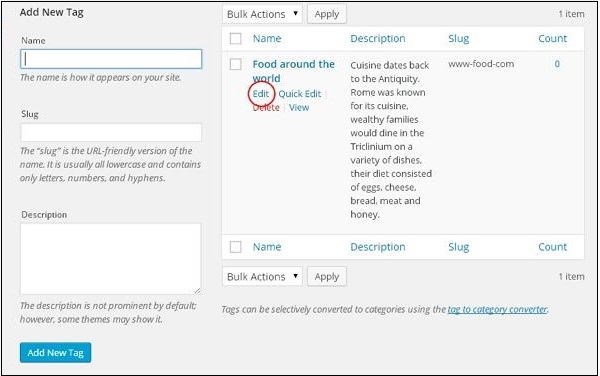 Add New Tag
Name
The name is how it appears on your site.
Slug
The “slug” is the URL-friendly version of the
name. It is usually all lowercase and contains
only letters, numbers, and hyphens.
Description
The description is not prominent by default;
however, some themes may show it.
Add New Tag
Bulk Actions Apply 1 item
Name Description Slug Count
Food around the
world
Edit | Quick Edit |
Delete | View
Cuisine dates back
to the Antiquity.
Rome was known
for its cuisine,
wealthy families
would dine in the
Triclinium on a
variety of dishes,
their diet consisted
of eggs, cheese,
bread, meat and
honey.
www-food-com
0
Name Description Slug Count
Bulk Actions Apply 1 item
Tags can be selectively converted to categories using the tag to category converter.